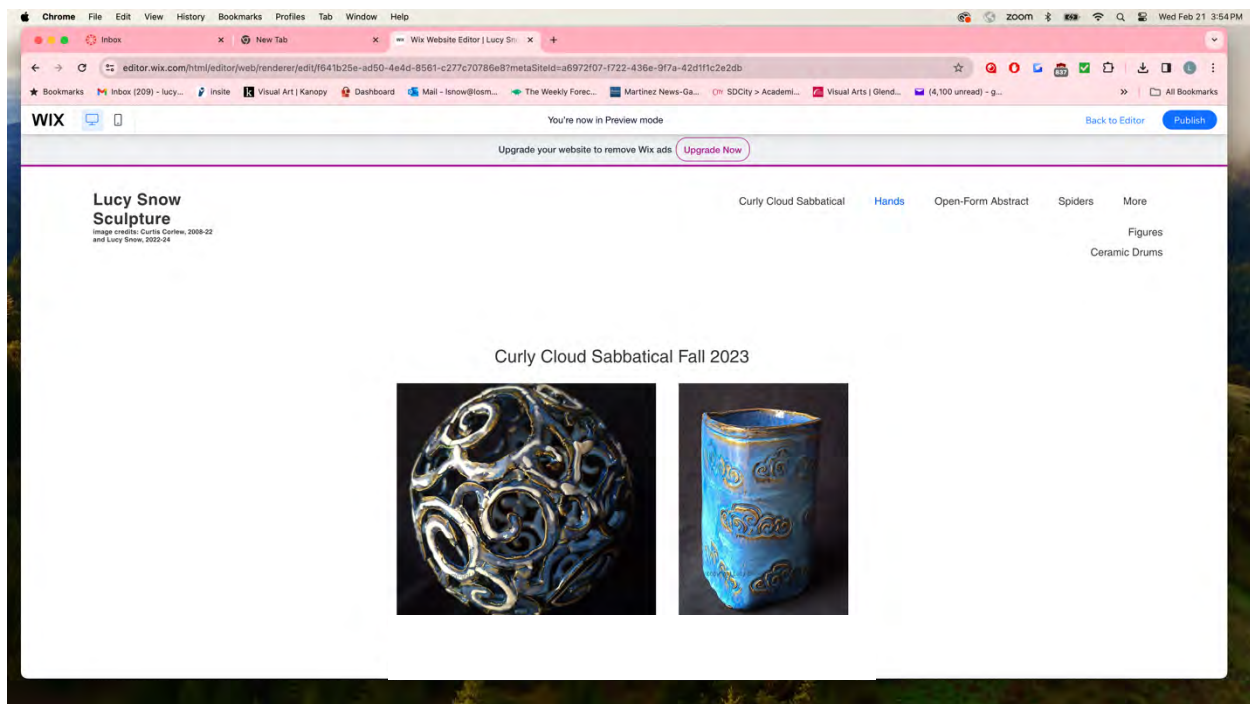 Chrome File Edit View History Bookmarks Profiles Tab Window Help zoom Wed Feb 21 3:54PM
Inbox × New Tab × Wix Website Editor | Lucy Sn × +
editor.wix.com/html/editor/web/renderer/edit/f641b25e-ad50-4e4d-8561-c277c70786e8?metaSiteId=a6972f07-f722-436e-9f7a-42d1f1c2e2db
Bookmarks Inbox (209) – lucy... insite Visual Art | Kanopy Dashboard Mail – lsnow@losm... The Weekly Forec... Martinez News-Ga... SDCity > Academi... Visual Arts | Glend... (4,100 unread) – g... » All Bookmarks
WIX You're now in Preview mode Back to Editor Publish
Upgrade your website to remove Wix ads Upgrade Now
Lucy Snow
Sculpture
image credits: Curtis Corlew, 2008-22
and Lucy Snow, 2022-24
Curly Cloud Sabbatical Hands Open-Form Abstract Spiders More
Figures
Ceramic Drums
Curly Cloud Sabbatical Fall 2023